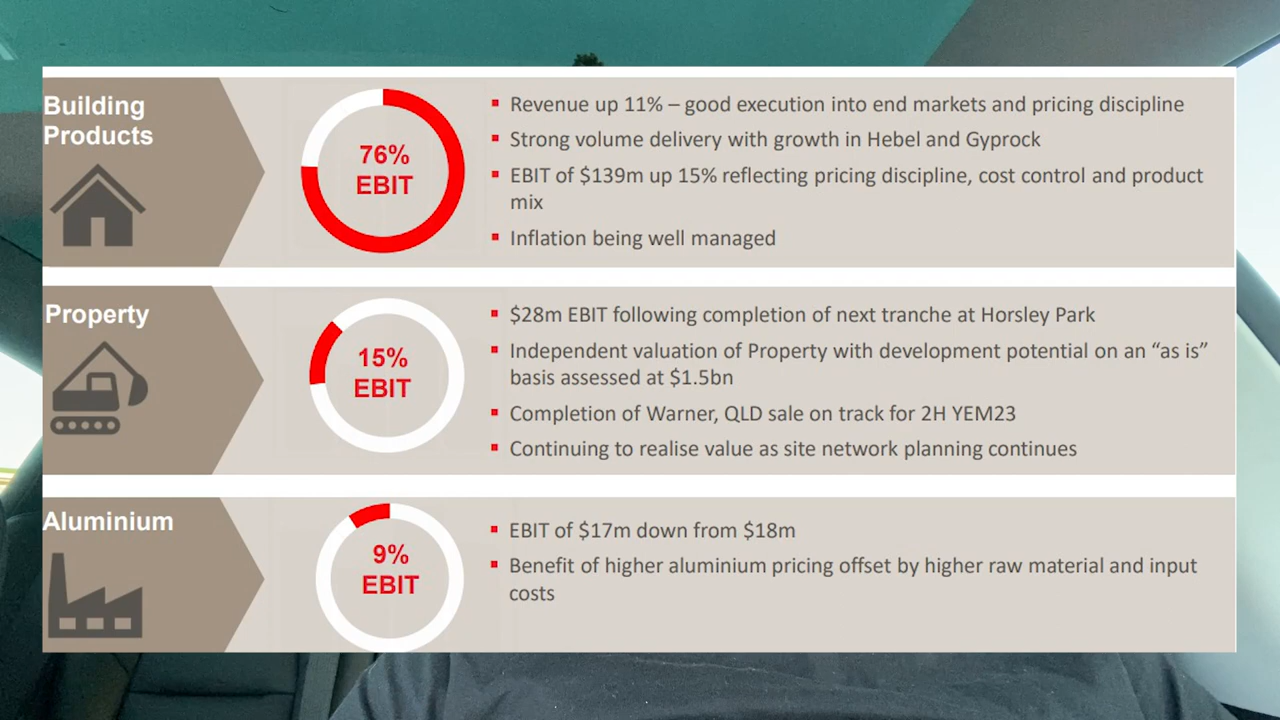 Building
Products
76%
EBIT
Revenue up 11% – good execution into end markets and pricing discipline
Strong volume delivery with growth in Hebel and Gyprock
EBIT of $139m up 15% reflecting pricing discipline, cost control and product
mix
Inflation being well managed
Property
15%
EBIT
$28m EBIT following completion of next tranche at Horsley Park
Independent valuation of Property with development potential on an “as is”
basis assessed at $1.5bn
Completion of Warner, QLD sale on track for 2H YEM23
Continuing to realise value as site network planning continues
Aluminium
9%
EBIT
EBIT of $17m down from $18m
Benefit of higher aluminium pricing offset by higher raw material and input
costs